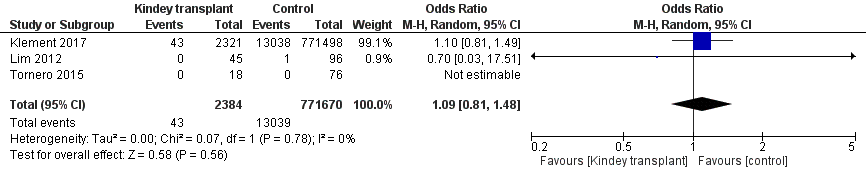 Kindey transplant Control Odds Ratio Odds Ratio
Study or Subgroup Events Total Events Total Weight M-H, Random, 95% CI M-H, Random, 95% CI
Klement 2017 43 2321 13038 771498 99.1% 1.10 [0.81, 1.49]
Lim 2012 0 45 1 96 0.9% 0.70 [0.03, 17.51]
Tornero 2015 0 18 0 76 Not estimable
Total (95% CI) 2384 771670 100.0% 1.09 [0.81, 1.48]
Total events 43 13039
Heterogeneity: Tau² = 0.00; Chi² = 0.07, df = 1 (P = 0.78); I² = 0%
Test for overall effect: Z = 0.58 (P = 0.56)
0.2 0.5 1 2 5
Favours [Kindey transplant] Favours [control]